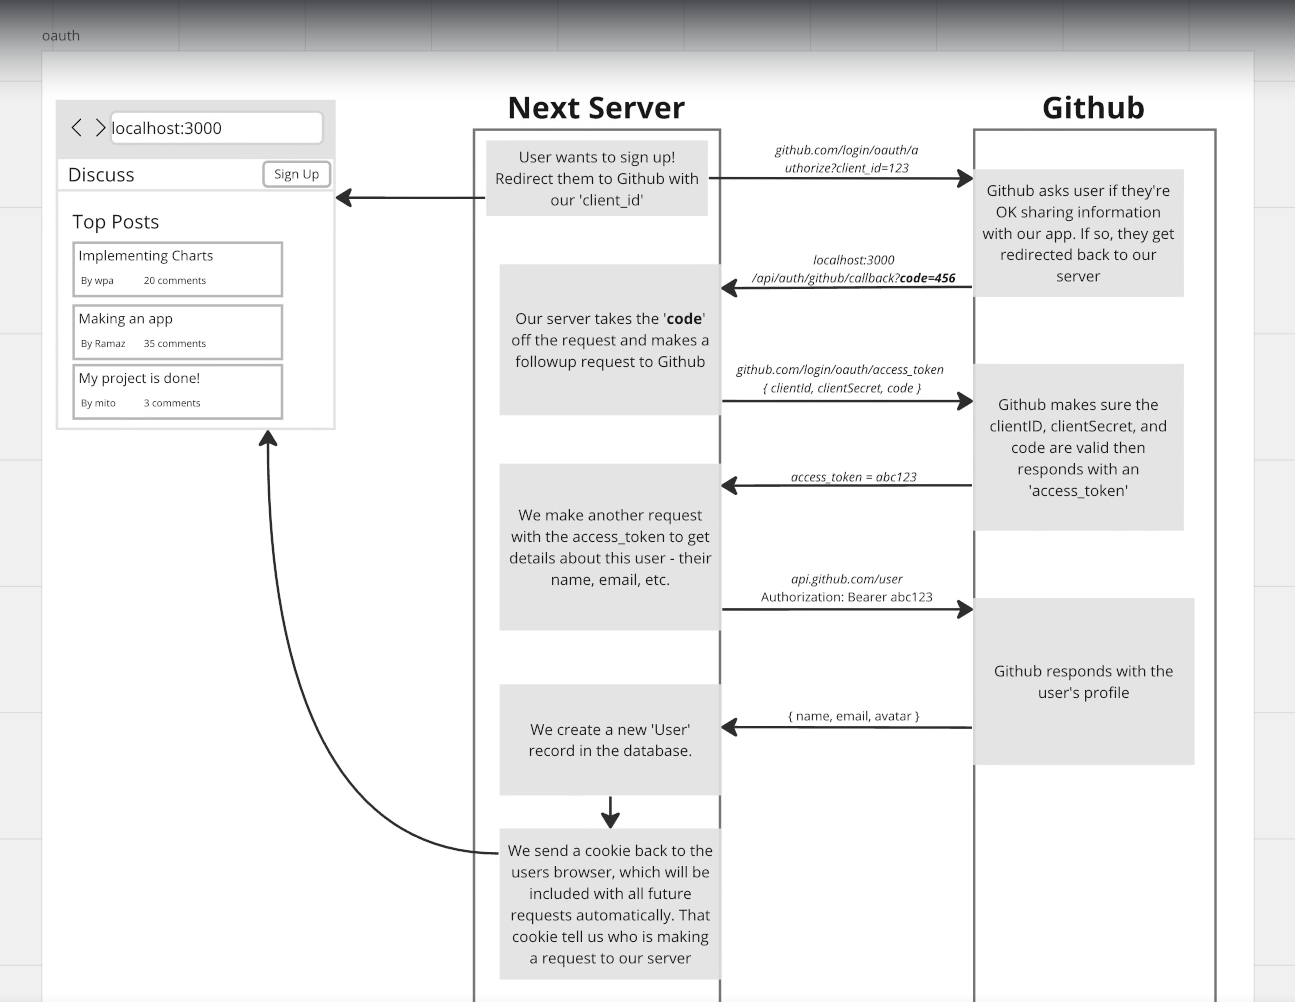 oauth
localhost:3000
Discuss
Sign Up
Top Posts
Implementing Charts
By wpa 20 comments
Making an app
By Ramaz 35 comments
My project is done!
By mito 3 comments
Next Server
Github
User wants to sign up!
Redirect them to Github with
our 'client_id'
github.com/login/oauth/a
uthorize?client_id=123
Github asks user if they're
OK sharing information
with our app. If so, they get
redirected back to our
server
localhost:3000
/api/auth/github/callback?code=456
Our server takes the 'code'
off the request and makes a
followup request to Github
github.com/login/oauth/access_token
{ clientId, clientSecret, code }
Github makes sure the
clientID, clientSecret, and
code are valid then
responds with an
'access_token'
access_token = abc123
We make another request
with the access_token to get
details about this user - their
name, email, etc.
api.github.com/user
Authorization: Bearer abc123
Github responds with the
user's profile
{ name, email, avatar }
We create a new 'User'
record in the database.
We send a cookie back to the
users browser, which will be
included with all future
requests automatically. That
cookie tell us who is making
a request to our server